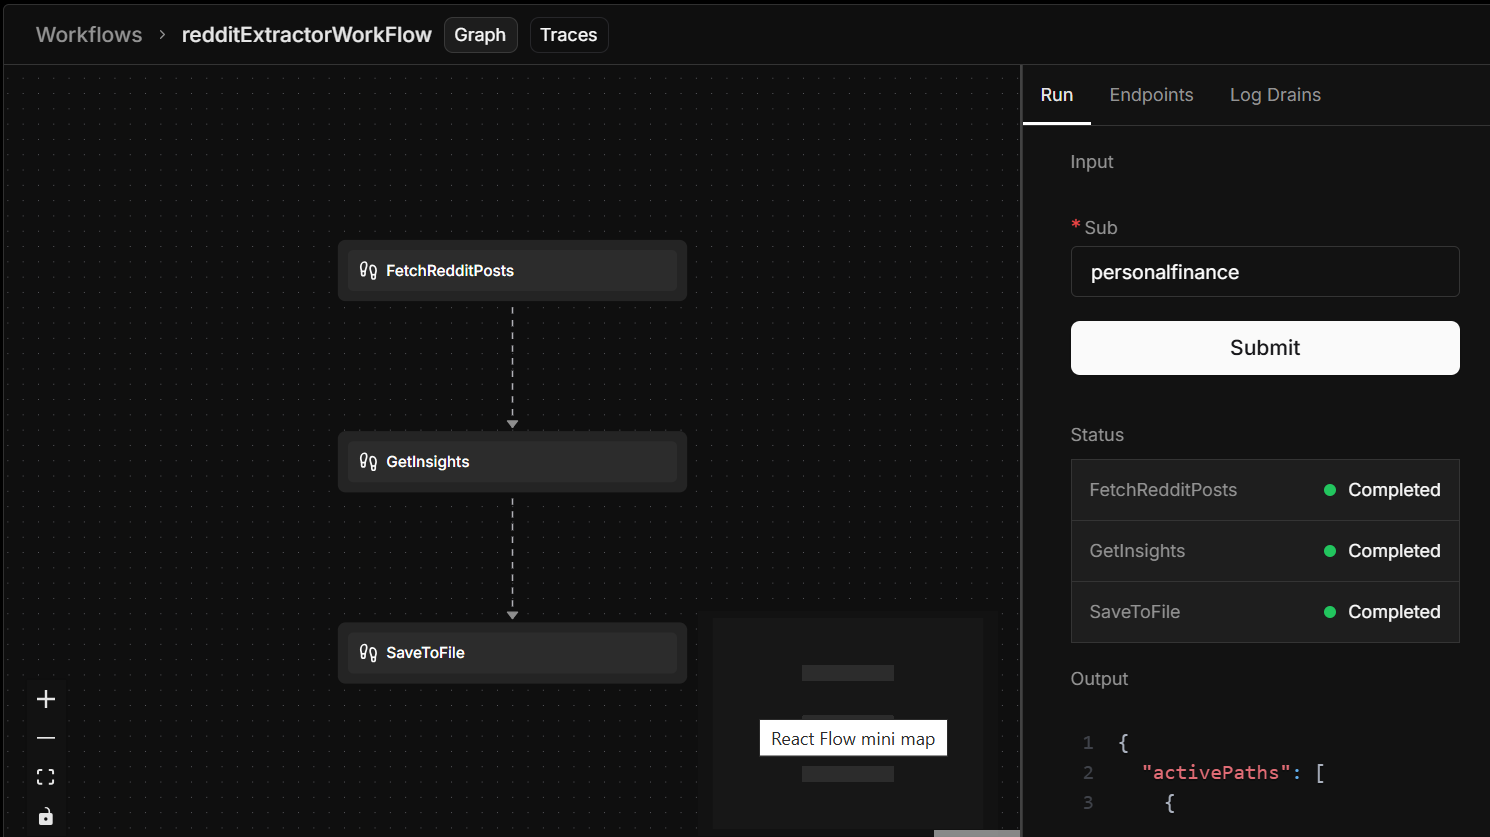 Workflows > redditExtractorWorkFlow Graph Traces
FetchRedditPosts
GetInsights
SaveToFile
React Flow mini map
Run Endpoints Log Drains
Input
* Sub
personalfinance
Submit
Status
FetchRedditPosts Completed
GetInsights Completed
SaveToFile Completed
Output
1 {
2 "activePaths": [
3 {